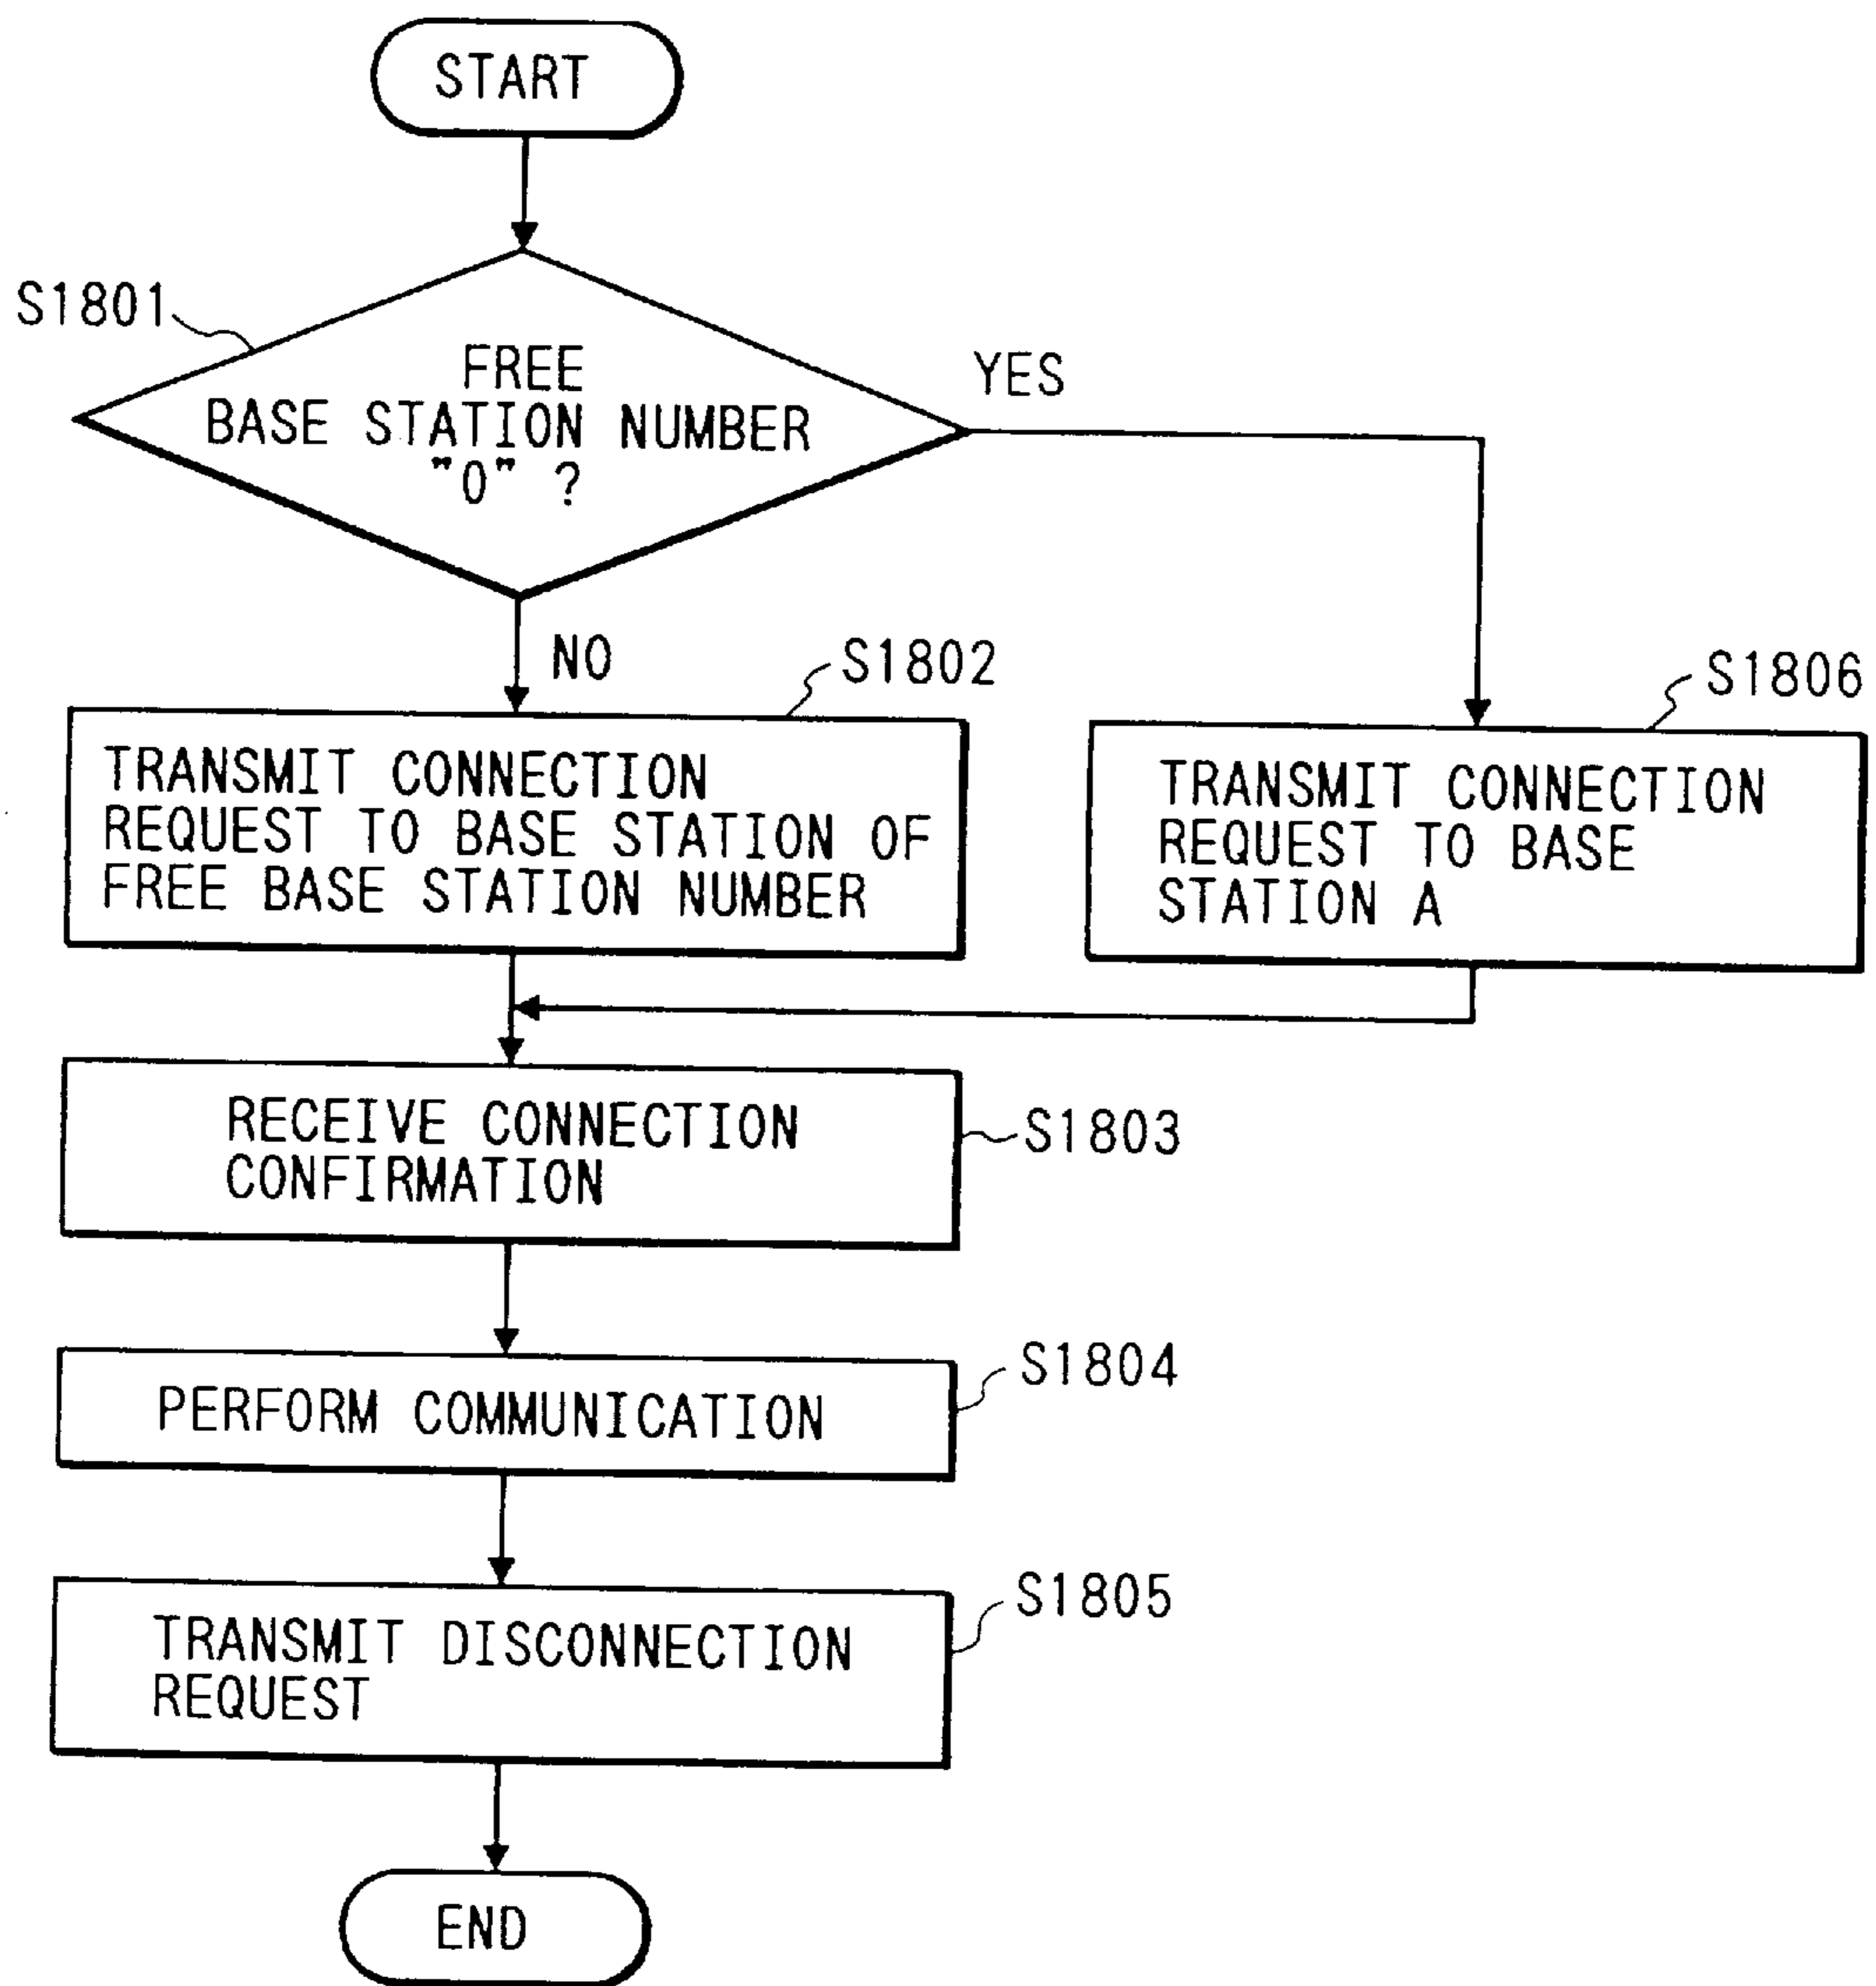 START
S1801
FREE
BASE STATION NUMBER
"0" ?
YES
NO
S1802
TRANSMIT CONNECTION
REQUEST TO BASE STATION OF
FREE BASE STATION NUMBER
S1806
TRANSMIT CONNECTION
REQUEST TO BASE
STATION A
RECEIVE CONNECTION
CONFIRMATION
S1803
PERFORM COMMUNICATION
S1804
TRANSMIT DISCONNECTION
REQUEST
S1805
END